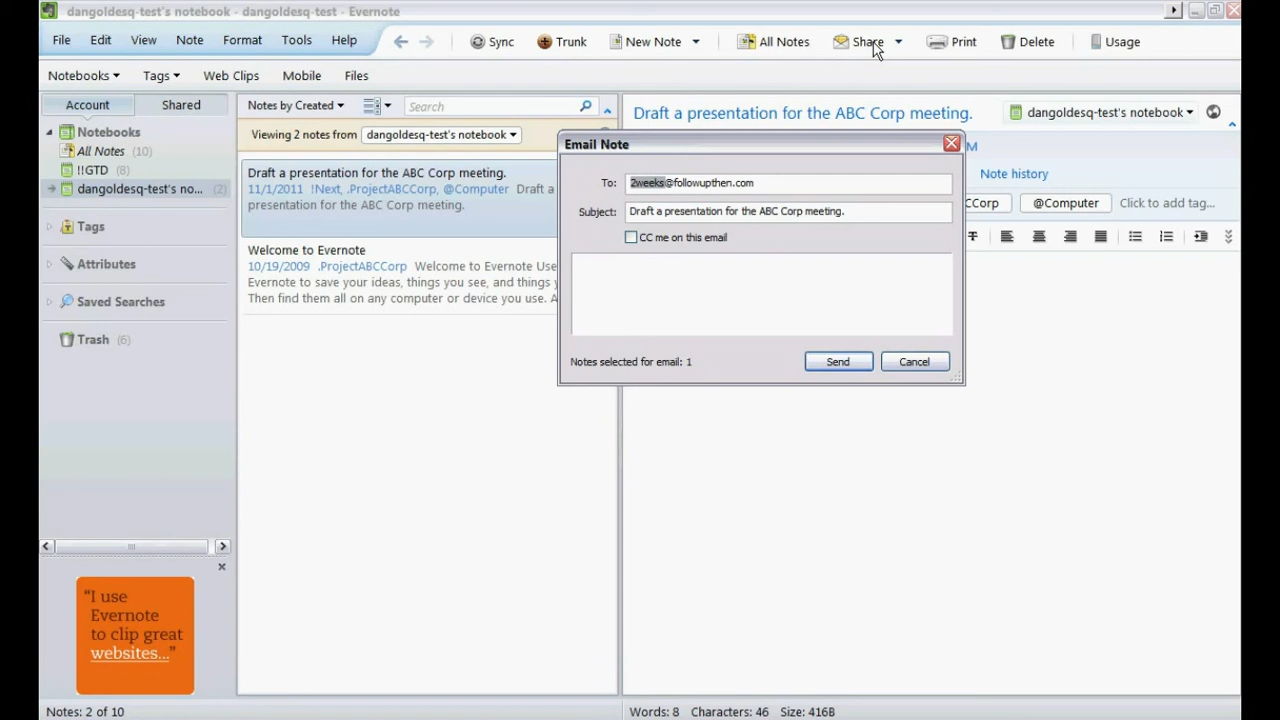 dangoldesq-test's notebook - dangoldesq-test - Evernote
File Edit View Note Format Tools Help
Sync Trunk New Note All Notes Share Print Delete Usage
Notebooks Tags Web Clips Mobile Files
Account Shared
Notebooks
All Notes (10)
!!GTD (8)
dangoldesq-test's no... (2)
Tags
Attributes
Saved Searches
Trash (6)
"I use
Evernote
to clip great
websites..."
Notes: 2 of 10
Notes by Created Search
Viewing 2 notes from dangoldesq-test's notebook
Draft a presentation for the ABC Corp meeting.
11/1/2011 !Next, .ProjectABCCorp, @Computer Draft a
presentation for the ABC Corp meeting.
Welcome to Evernote
10/19/2009 .ProjectABCCorp Welcome to Evernote Use
Evernote to save your ideas, things you see, and things y
Then find them all on any computer or device you use. A
Draft a presentation for the ABC Corp meeting. dangoldesq-test's notebook
M
Note history
CCorp @Computer Click to add tag...
Email Note
To: 2weeks@followupthen.com
Subject: Draft a presentation for the ABC Corp meeting.
CC me on this email
Notes selected for email: 1 Send Cancel
Words: 8 Characters: 46 Size: 416B